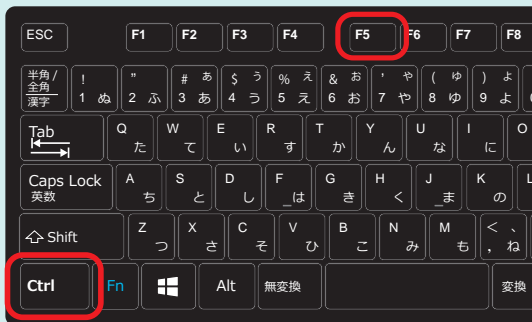 ESC F1 F2 F3 F4 F5 F6 F7 F8
半角/ ! " # ぁ $ ぅ % ぇ & ぉ ' ゃ ( ゅ ) ょ
全角
漢字 1 ぬ 2 ふ 3 あ 4 う 5 え 6 お 7 や 8 ゆ 9 よ
Tab Q W E R T Y U I O
た て い す か ん な に
Caps Lock A S D F G H J K L
英数 ち と し _は き く _ま の
Shift Z X C V B N M < 、
つ さ そ ひ こ み も , ね
Ctrl Fn Alt 無変換 変換